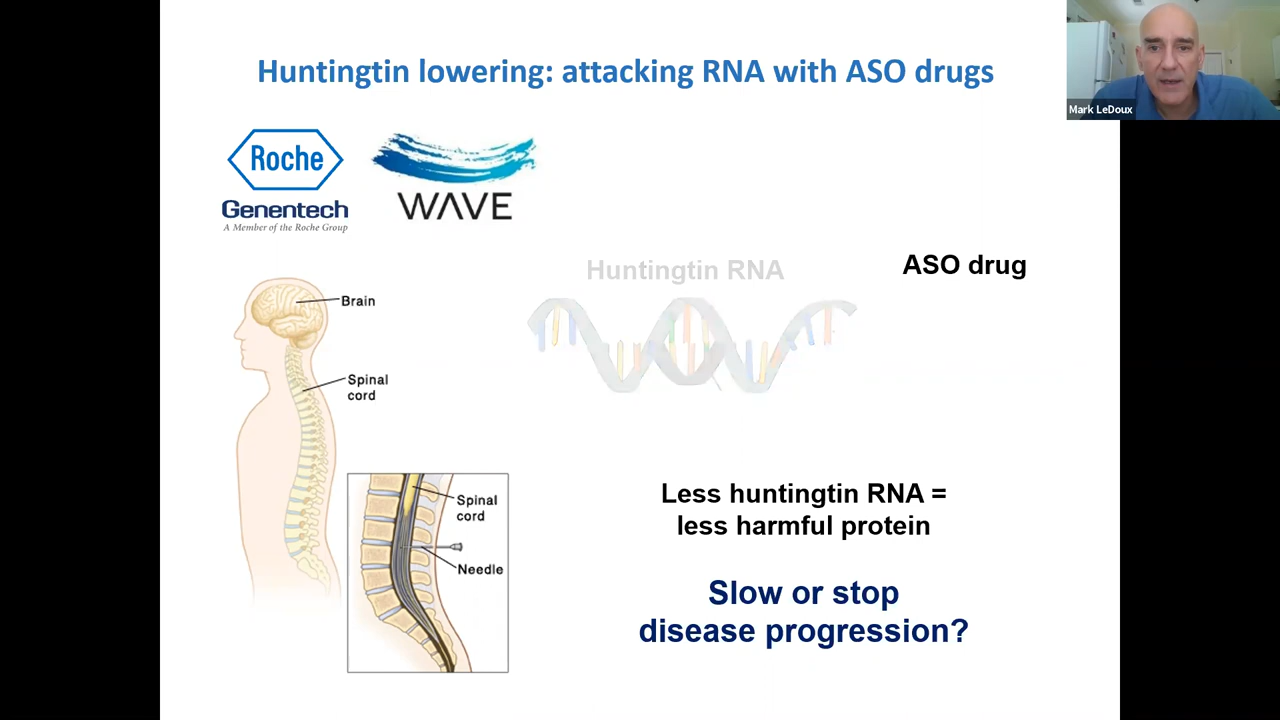 Huntingtin lowering: attacking RNA with ASO drugs
Mark LeDoux
Roche
Genentech
A Member of the Roche Group
WAVE
Huntingtin RNA
ASO drug
Brain
Spinal
cord
Spinal
cord
Needle
Less huntingtin RNA =
less harmful protein
Slow or stop
disease progression?